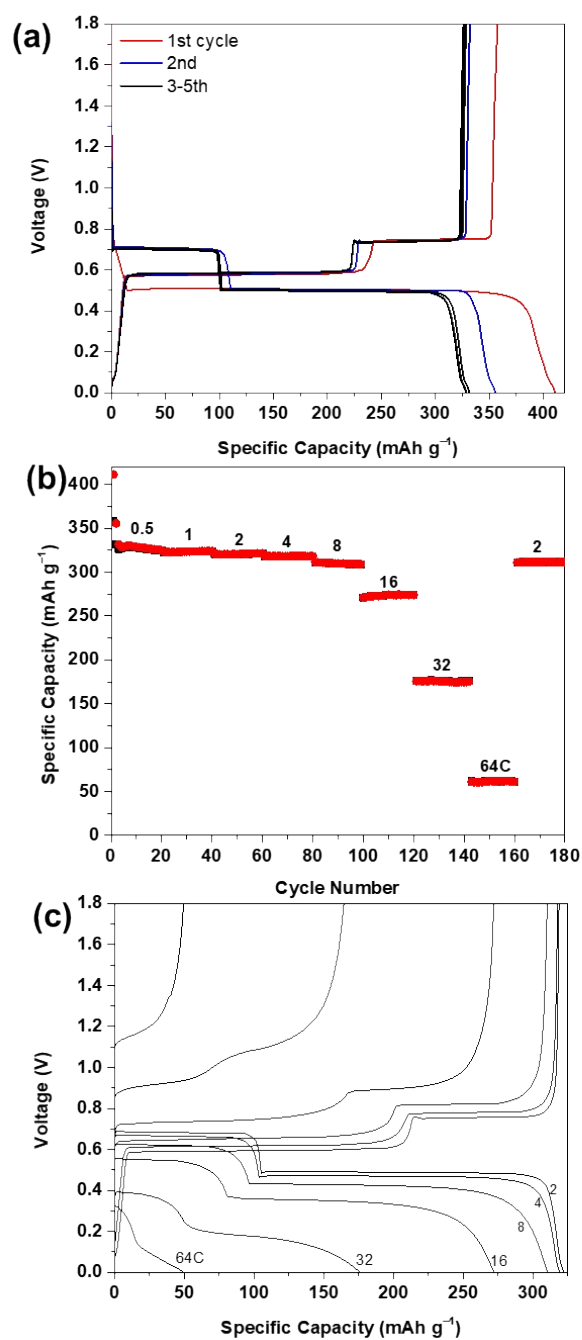 (a)
1st cycle
2nd
3-5th
Voltage (V)
1.8
1.6
1.4
1.2
1.0
0.8
0.6
0.4
0.2
0.0
0 50 100 150 200 250 300 350 400
Specific Capacity (mAh g⁻¹)
(b)
Specific Capacity (mAh g⁻¹)
400
350
300
250
200
150
100
50
0
0.5 1 2 4 8 2
16
32
64C
0 20 40 60 80 100 120 140 160 180
Cycle Number
(c)
Voltage (V)
1.8
1.6
1.4
1.2
1.0
0.8
0.6
0.4
0.2
0.0
2
4
8
64C 32 16
0 50 100 150 200 250 300
Specific Capacity (mAh g⁻¹)